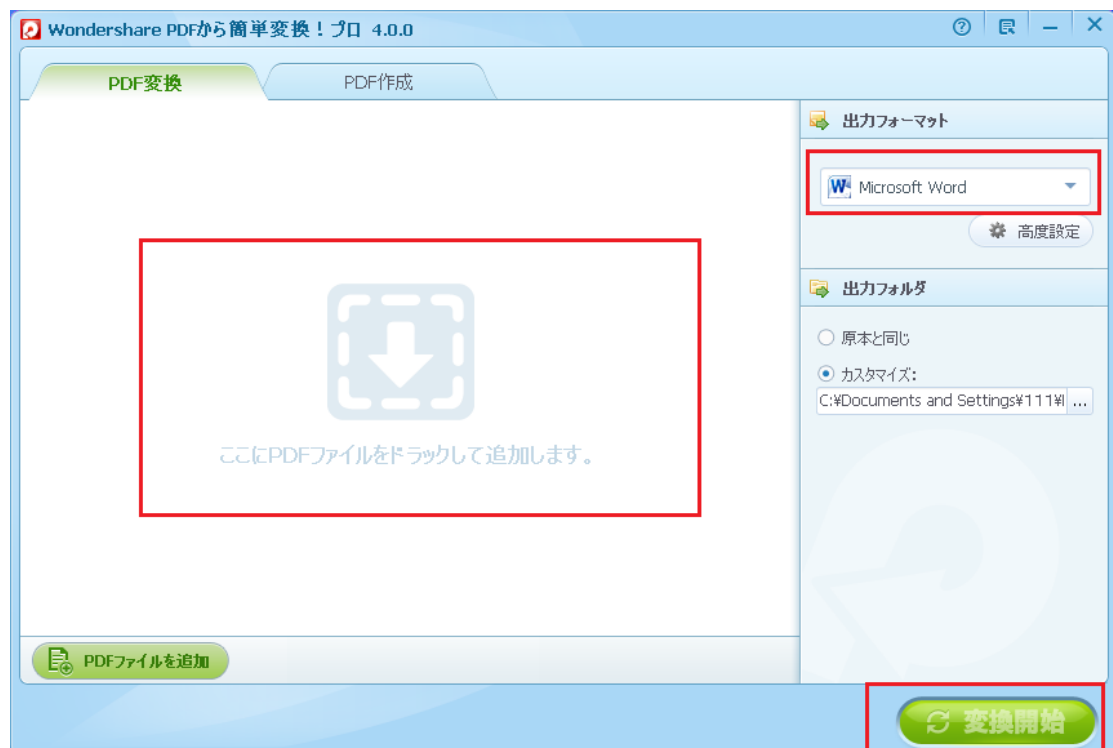 Wondershare PDFから簡単変換！プロ 4.0.0
PDF変換
PDF作成
出力フォーマット
Microsoft Word
高度設定
出力フォルダ
原本と同じ
カスタマイズ：
C:¥Documents and Settings¥111¥ ...
ここにPDFファイルをドラックして追加します。
PDFファイルを追加
変換開始